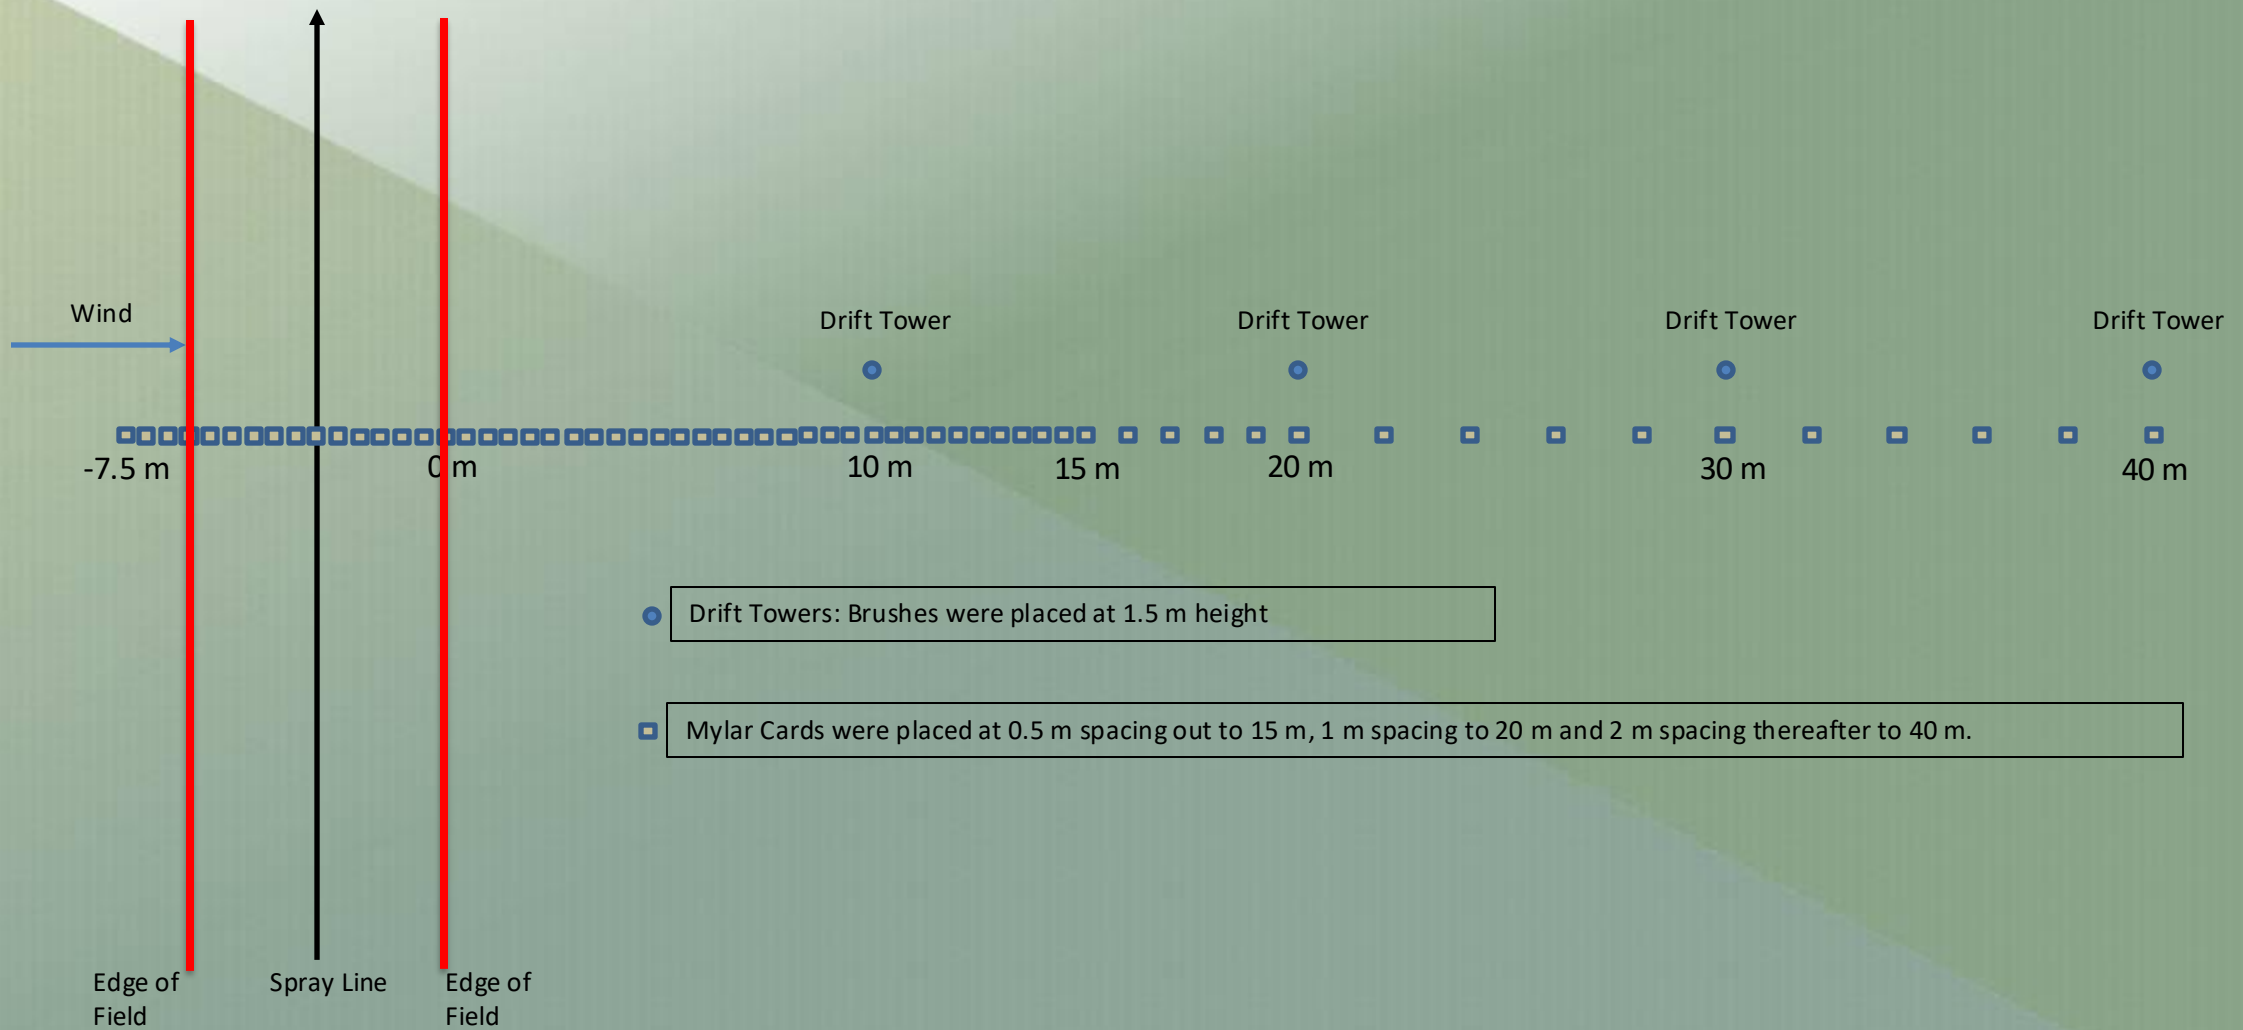 Wind
Drift Tower
Drift Tower
Drift Tower
Drift Tower
-7.5 m
0 m
10 m
15 m
20 m
30 m
40 m
Drift Towers: Brushes were placed at 1.5 m height
Mylar Cards were placed at 0.5 m spacing out to 15 m, 1 m spacing to 20 m and 2 m spacing thereafter to 40 m.
Edge of
Field
Spray Line
Edge of
Field